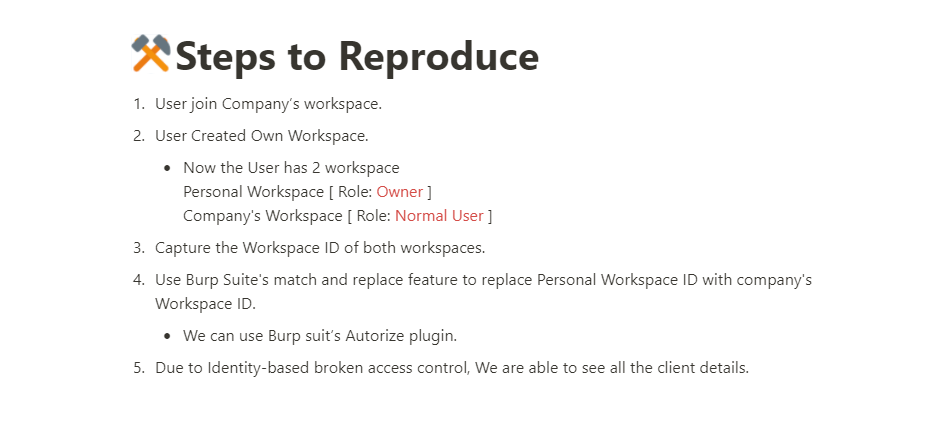 Steps to Reproduce
1. User join Company’s workspace.
2. User Created Own Workspace.
• Now the User has 2 workspace
Personal Workspace [ Role: Owner ]
Company's Workspace [ Role: Normal User ]
3. Capture the Workspace ID of both workspaces.
4. Use Burp Suite's match and replace feature to replace Personal Workspace ID with company's
Workspace ID.
• We can use Burp suit’s Autorize plugin.
5. Due to Identity-based broken access control, We are able to see all the client details.